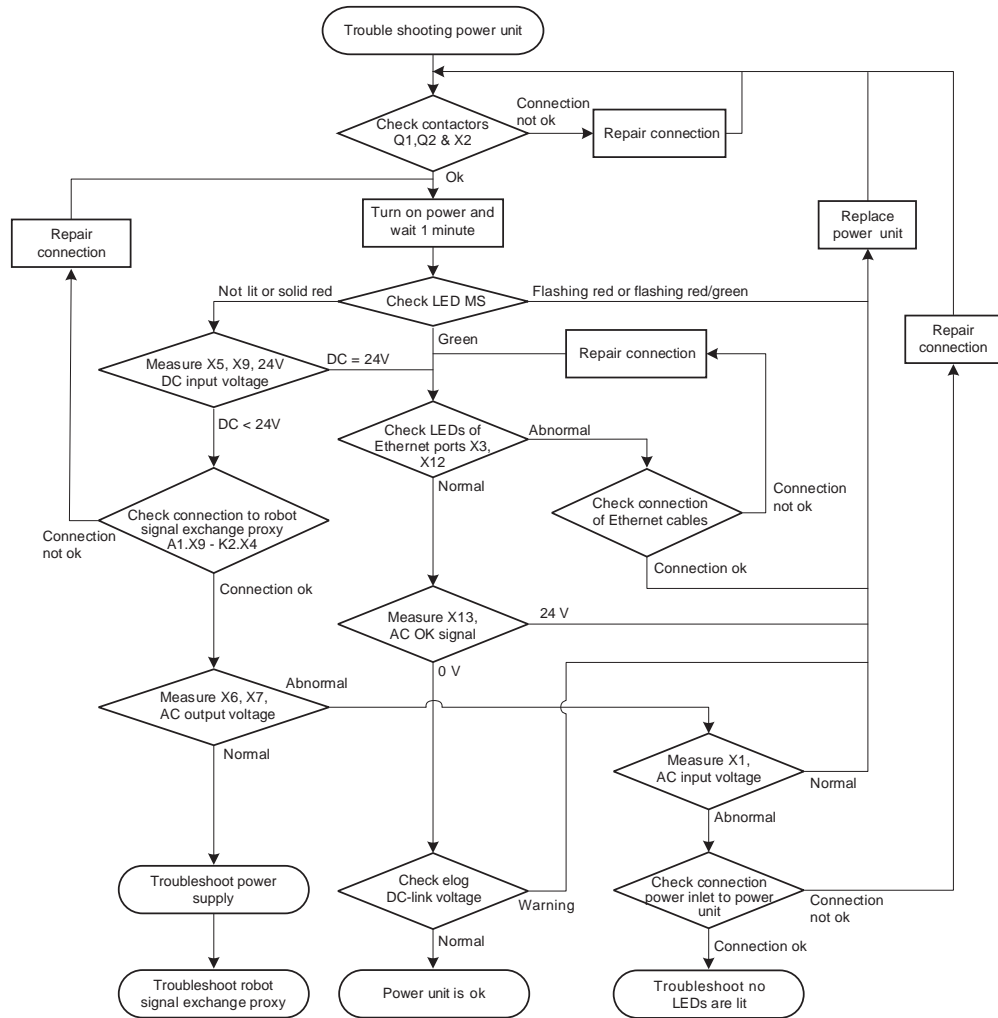 Trouble shooting power unit
Check contactors
Q1,Q2 & X2
Connection
not ok
Repair connection
Ok
Turn on power and
wait 1 minute
Repair
connection
Replace
power unit
Not lit or solid red
Check LED MS
Flashing red or flashing red/green
Green
Repair
connection
Measure X5, X9, 24V
DC input voltage
DC = 24V
Repair connection
DC < 24V
Check LEDs of
Ethernet ports X3,
X12
Abnormal
Normal
Check connection
of Ethernet cables
Connection
not ok
Check connection to robot
signal exchange proxy
A1.X9 - K2.X4
Connection
not ok
Connection ok
Connection ok
Measure X13,
AC OK signal
24 V
0 V
Measure X6, X7,
AC output voltage
Abnormal
Normal
Measure X1,
AC input voltage
Normal
Abnormal
Troubleshoot power
supply
Check elog
DC-link voltage
Warning
Check connection
power inlet to power
unit
Connection
not ok
Normal
Connection ok
Troubleshoot robot
signal exchange proxy
Power unit is ok
Troubleshoot no
LEDs are lit